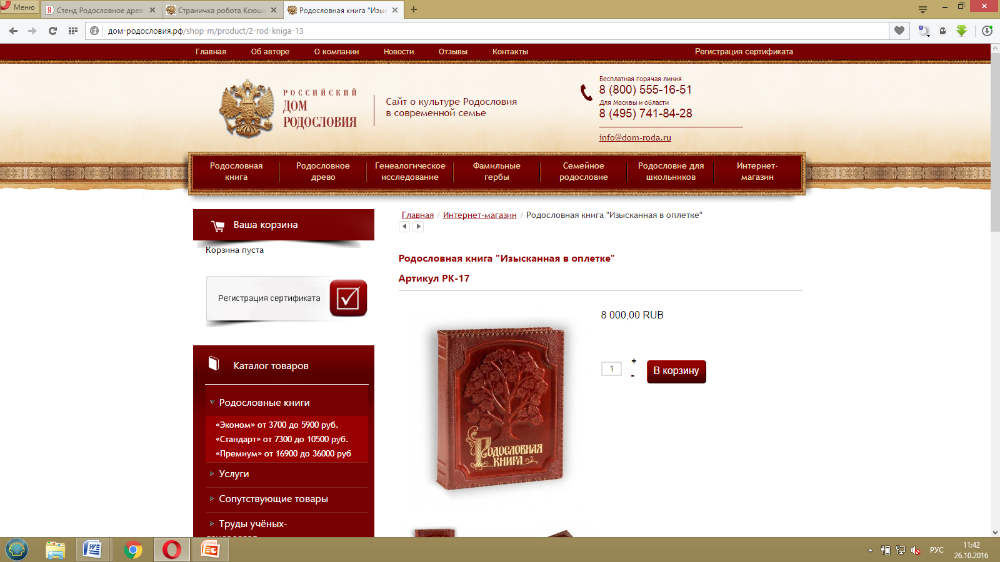 Меню
Стенд Родословное древ
Страничка робота Ксюш
Родословная книга "Изыс
дом-родословия.рф/shop-m/product/2-rod-kniga-13
Главная
Об авторе
О компании
Новости
Отзывы
Контакты
Регистрация сертификата
РОССИЙСКИЙ
ДОМ
РОДОСЛОВИЯ
Сайт о культуре Родословия
в современной семье
Бесплатная горячая линия
8 (800) 555-16-51
Для Москвы и области
8 (495) 741-84-28
info@dom-roda.ru
Родословная
книга
Родословное
древо
Генеалогическое
исследование
Фамильные
гербы
Семейное
родословие
Родословие для
школьников
Интернет-
магазин
Ваша корзина
Корзина пуста
Регистрация сертификата
Каталог товаров
Родословные книги
«Эконом» от 3700 до 5900 руб.
«Стандарт» от 7300 до 10500 руб.
«Премиум» от 16900 до 36000 руб
Услуги
Сопутствующие товары
Труды учёных-
Главная / Интернет-магазин / Родословная книга "Изысканная в оплетке"
Родословная книга "Изысканная в оплетке"
Артикул РК-17
Родословная
книга
8 000,00 RUB
1
+
-
В корзину
РУС
11:42
26.10.2016